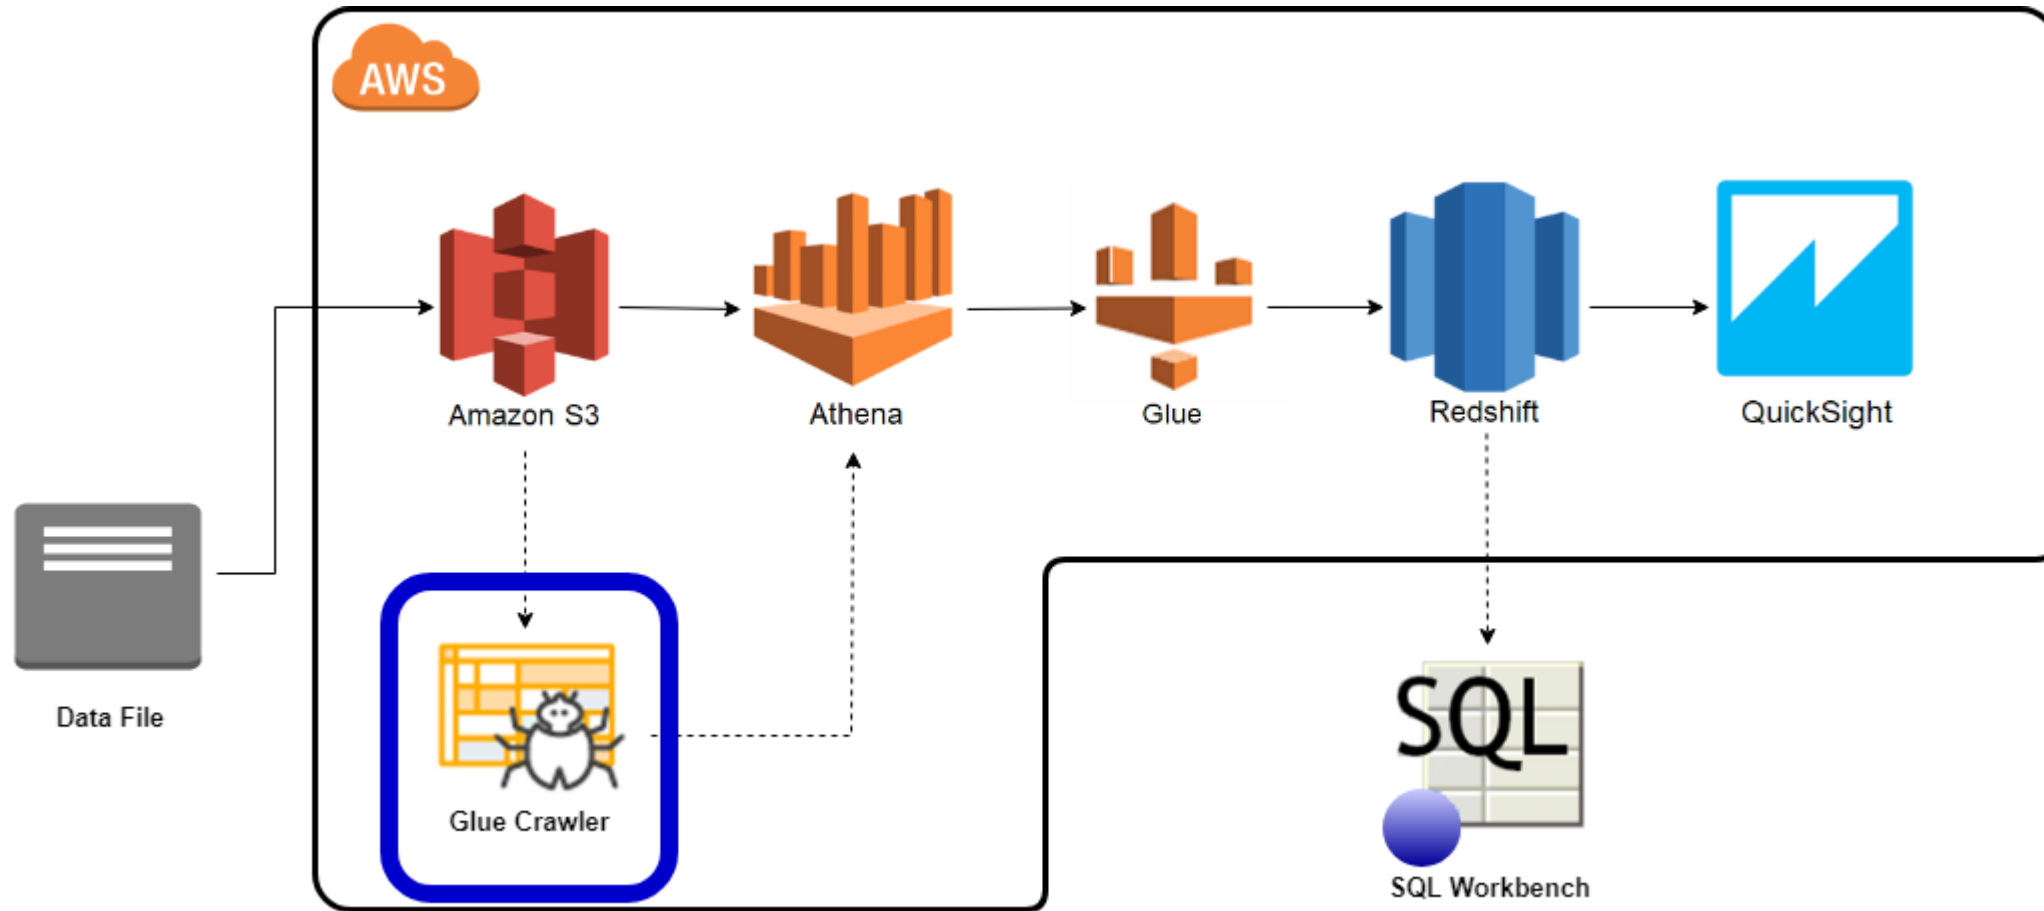 AWS
Amazon S3
Athena
Glue
Redshift
QuickSight
Data File
Glue Crawler
SQL
SQL Workbench